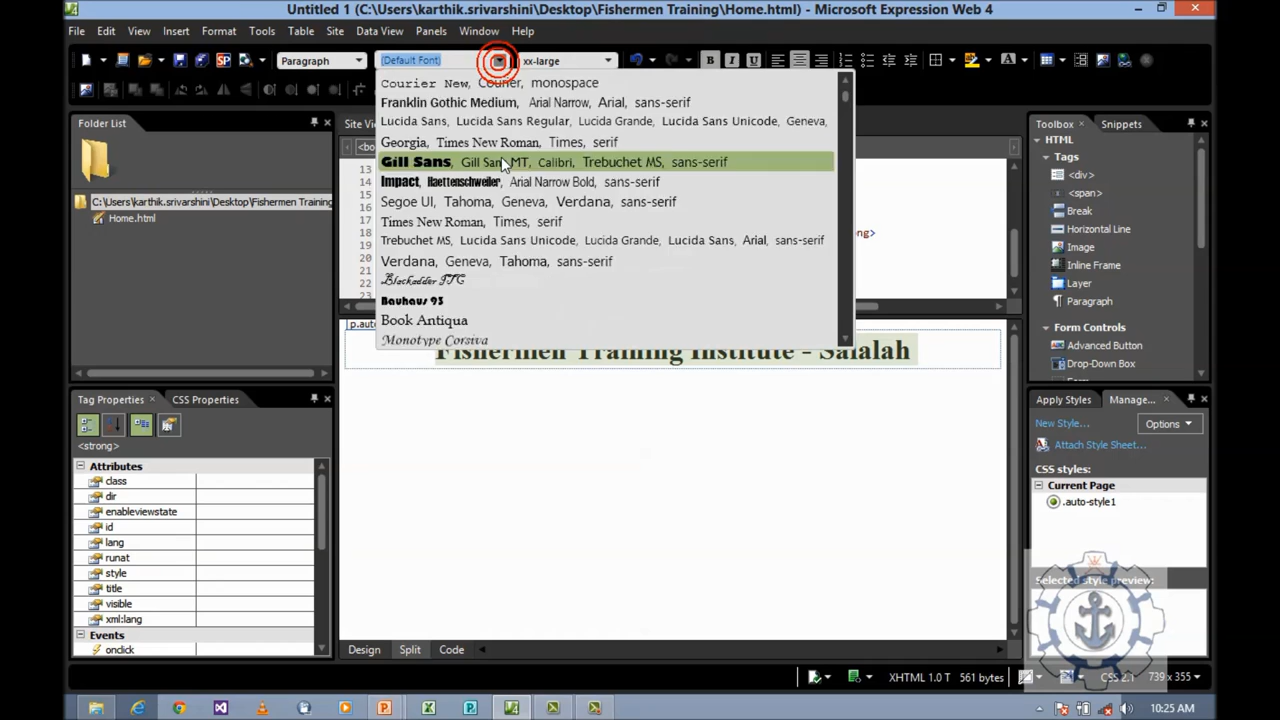 Untitled 1 (C:\Users\karthik.srivarshini\Desktop\Fishermen Training\Home.html) - Microsoft Expression Web 4
File Edit View Insert Format Tools Table Site Data View Panels Window Help
Paragraph (Default Font) xx-large B I U
Folder List
C:\Users\karthik.srivarshini\Desktop\Fishermen Training
Home.html
Site Vie
<bo
13
14
15
16
17
18 ng>
19
20
21
22
23
Courier New, Courier, monospace
Franklin Gothic Medium, Arial Narrow, Arial, sans-serif
Lucida Sans, Lucida Sans Regular, Lucida Grande, Lucida Sans Unicode, Geneva,
Georgia, Times New Roman, Times, serif
Gill Sans, Gill Sans MT, Calibri, Trebuchet MS, sans-serif
Impact, Haettenschweiler, Arial Narrow Bold, sans-serif
Segoe UI, Tahoma, Geneva, Verdana, sans-serif
Times New Roman, Times, serif
Trebuchet MS, Lucida Sans Unicode, Lucida Grande, Lucida Sans, Arial, sans-serif
Verdana, Geneva, Tahoma, sans-serif
Blackadder ITC
Bauhaus 93
Book Antiqua
Monotype Corsiva
p.aut
Fishermen Training Institute - Salalah
Design Split Code
Tag Properties CSS Properties
<strong>
Attributes
class
dir
enableviewstate
id
lang
runat
style
title
visible
xml:lang
Events
onclick
Toolbox Snippets
HTML
Tags
<div>
<span>
Break
Horizontal Line
Image
Inline Frame
Layer
Paragraph
Form Controls
Advanced Button
Drop-Down Box
Apply Styles Manage...
New Style... Options
Attach Style Sheet...
CSS styles:
Current Page
.auto-style1
Selected style preview:
XHTML 1.0 T 561 bytes CSS 2.1 739 x 355
10:25 AM